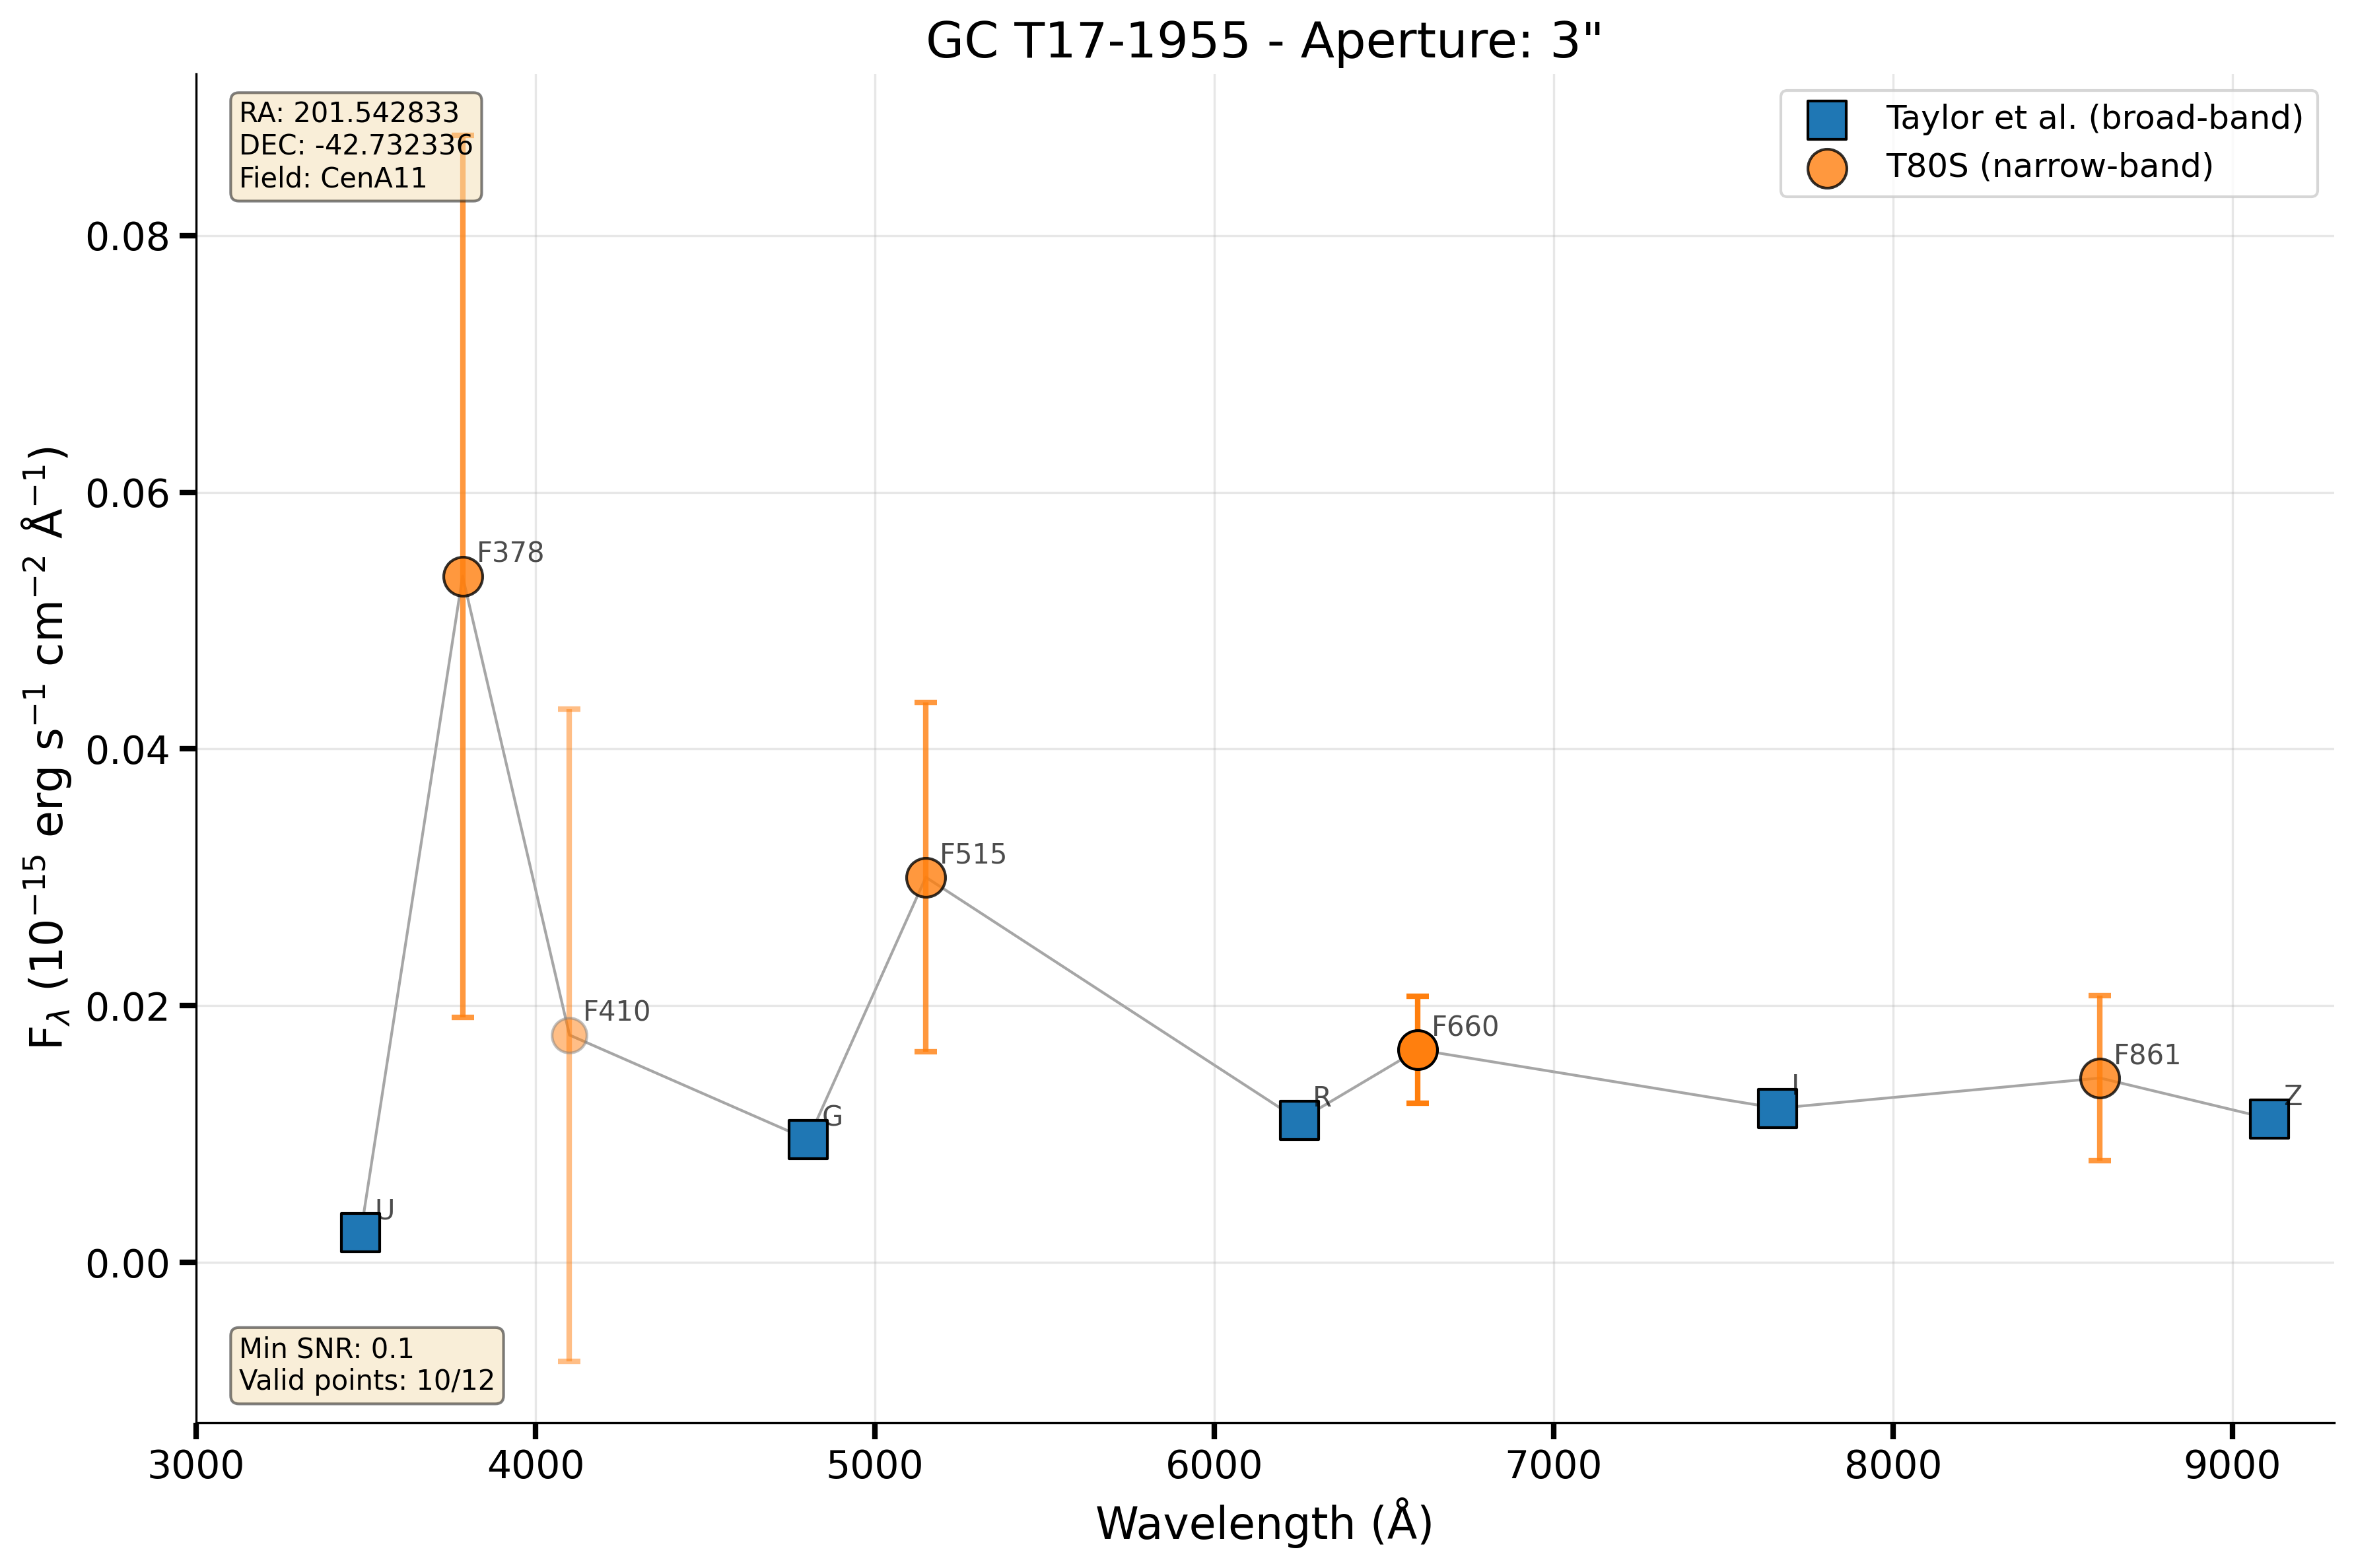 GC T17-1955 - Aperture: 3"
RA: 201.542833
DEC: -42.732336
Field: CenA11
Taylor et al. (broad-band)
T80S (narrow-band)
F_λ (10⁻¹⁵ erg s⁻¹ cm⁻² Å⁻¹)
0.08
0.06
0.04
0.02
0.00
F378
F515
F410
F660
F861
I
Z
R
G
U
Min SNR: 0.1
Valid points: 10/12
3000 4000 5000 6000 7000 8000 9000
Wavelength (Å)